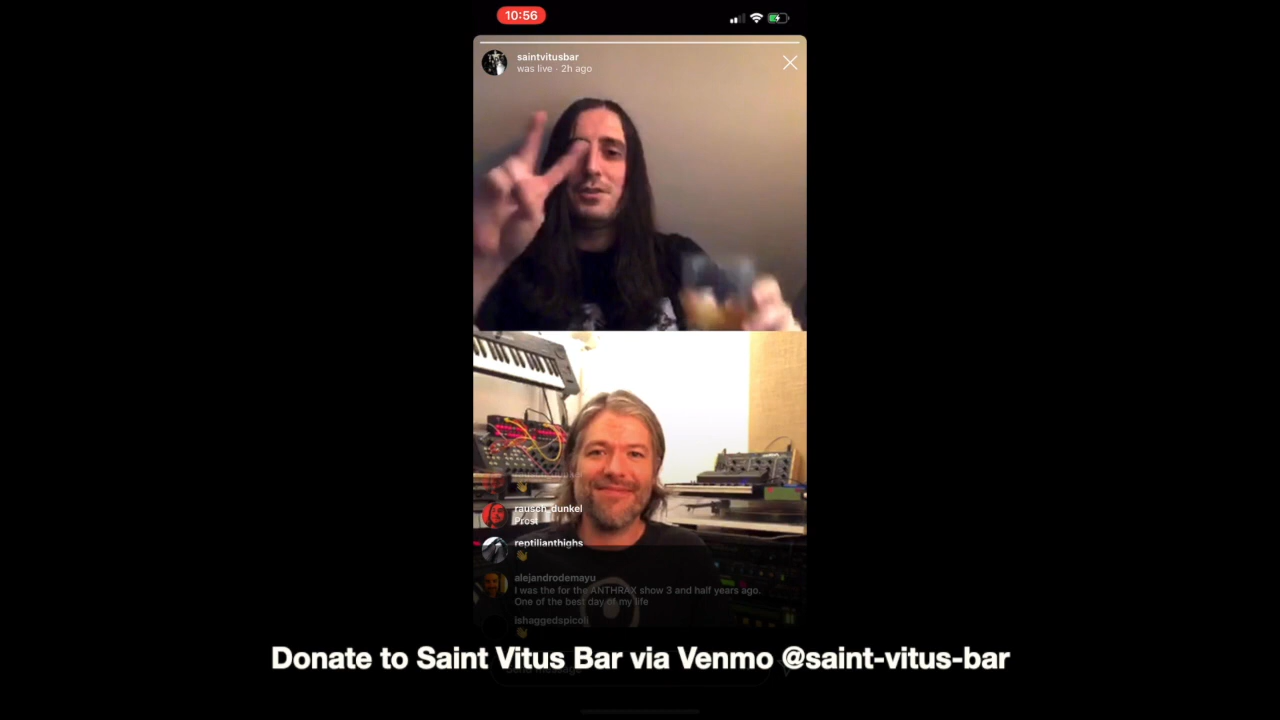 10:56
saintvitusbar
was live · 2h ago
rausch_dunkel
Prost
reptilianthighs
👋
alejandrodemayu
I was the for the ANTHRAX show 3 and half years ago.
One of the best day of my life
ishaggedspicoli
👋
Donate to Saint Vitus Bar via Venmo @saint-vitus-bar